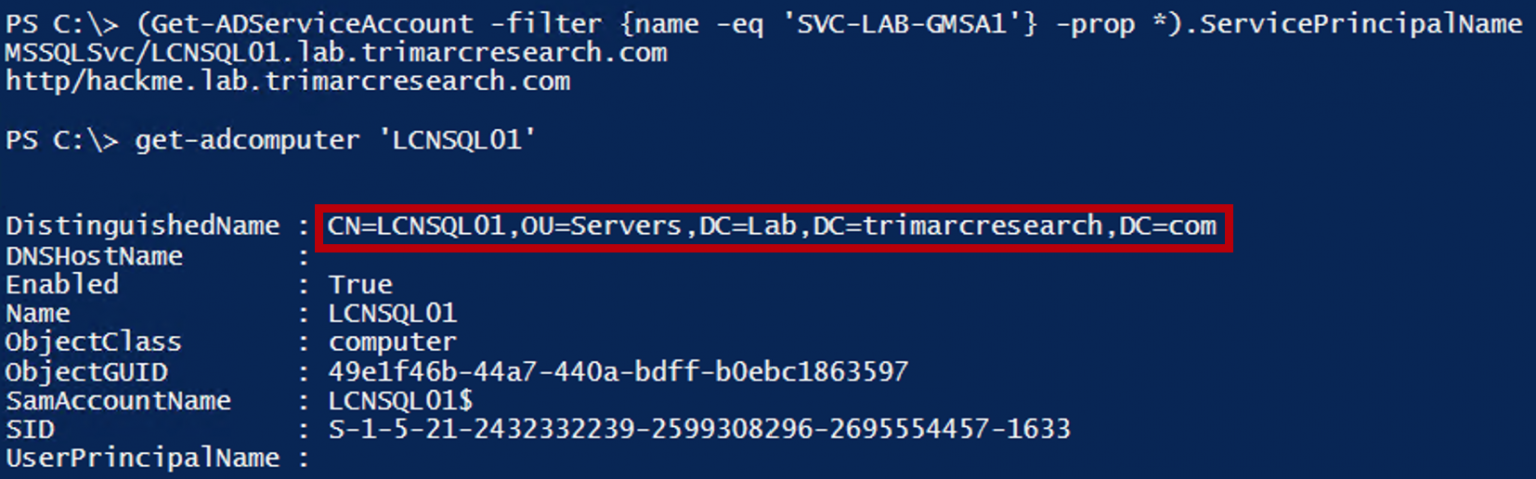 PS C:\> (Get-ADServiceAccount -filter {name -eq 'SVC-LAB-GMSA1'} -prop *).ServicePrincipalName
MSSQLSvc/LCNSQL01.lab.trimarcresearch.com
http/hackme.lab.trimarcresearch.com
PS C:\> get-adcomputer 'LCNSQL01'
DistinguishedName : CN=LCNSQL01,OU=Servers,DC=Lab,DC=trimarcresearch,DC=com
DNSHostName :
Enabled : True
Name : LCNSQL01
ObjectClass : computer
ObjectGUID : 49e1f46b-44a7-440a-bdff-b0ebc1863597
SamAccountName : LCNSQL01$
SID : S-1-5-21-2432332239-2599308296-2695554457-1633
UserPrincipalName :